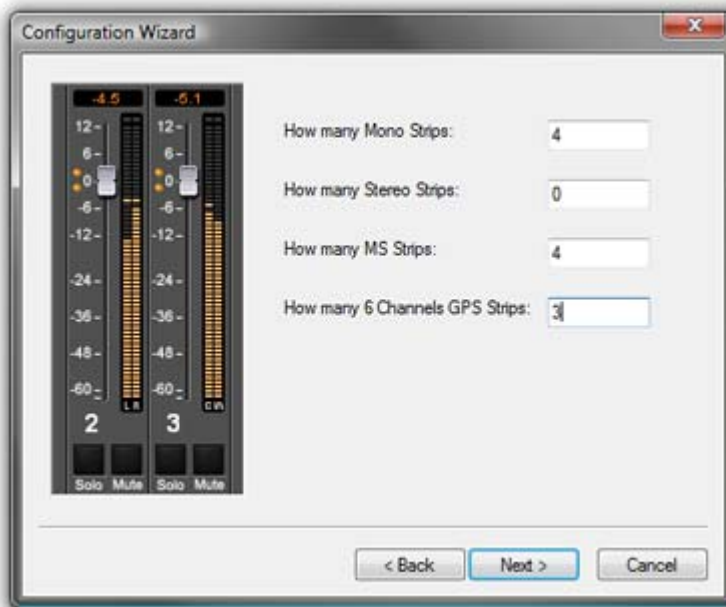 Configuration Wizard
-4.5 -5.1
12- 12-
6- 6-
0 0
-6 -6-
-12- -12-
-24- -24-
-36- -36-
-48- -48-
-60- -60-
L R
2 3
Solo Mute Solo Mute
How many Mono Strips: 4
How many Stereo Strips: 0
How many MS Strips: 4
How many 6 Channels GPS Strips: 3
< Back Next > Cancel